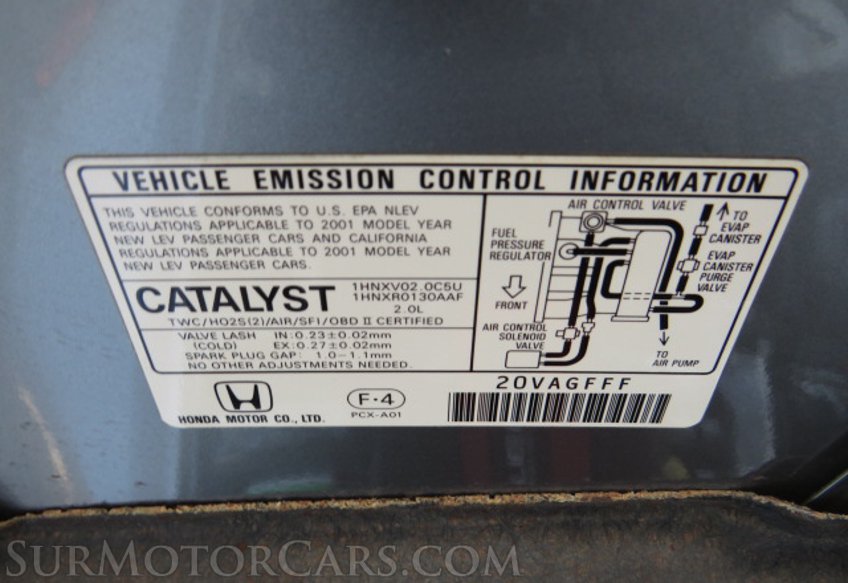 VEHICLE EMISSION CONTROL INFORMATION
THIS VEHICLE CONFORMS TO U.S. EPA NLEV
REGULATIONS APPLICABLE TO 2001 MODEL YEAR
NEW LEV PASSENGER CARS AND CALIFORNIA
REGULATIONS APPLICABLE TO 2001 MODEL YEAR
NEW LEV PASSENGER CARS.
CATALYST
1HNXV02.0C5U
1HNXR0130AAF
2.0L
TWC/HO2S(2)/AIR/SFI/OBD II CERTIFIED
VALVE LASH IN:0.23±0.02mm
(COLD) EX:0.27±0.02mm
SPARK PLUG GAP: 1.0-1.1mm
NO OTHER ADJUSTMENTS NEEDED.
AIR CONTROL VALVE
FUEL
PRESSURE
REGULATOR
FRONT
AIR CONTROL
SOLENOID
VALVE
TO
EVAP
CANISTER
EVAP
CANISTER
PURGE
VALVE
TO
AIR PUMP
HONDA MOTOR CO., LTD.
F·4
PCX-A01
20VAGFFF
SurMotorCars.com